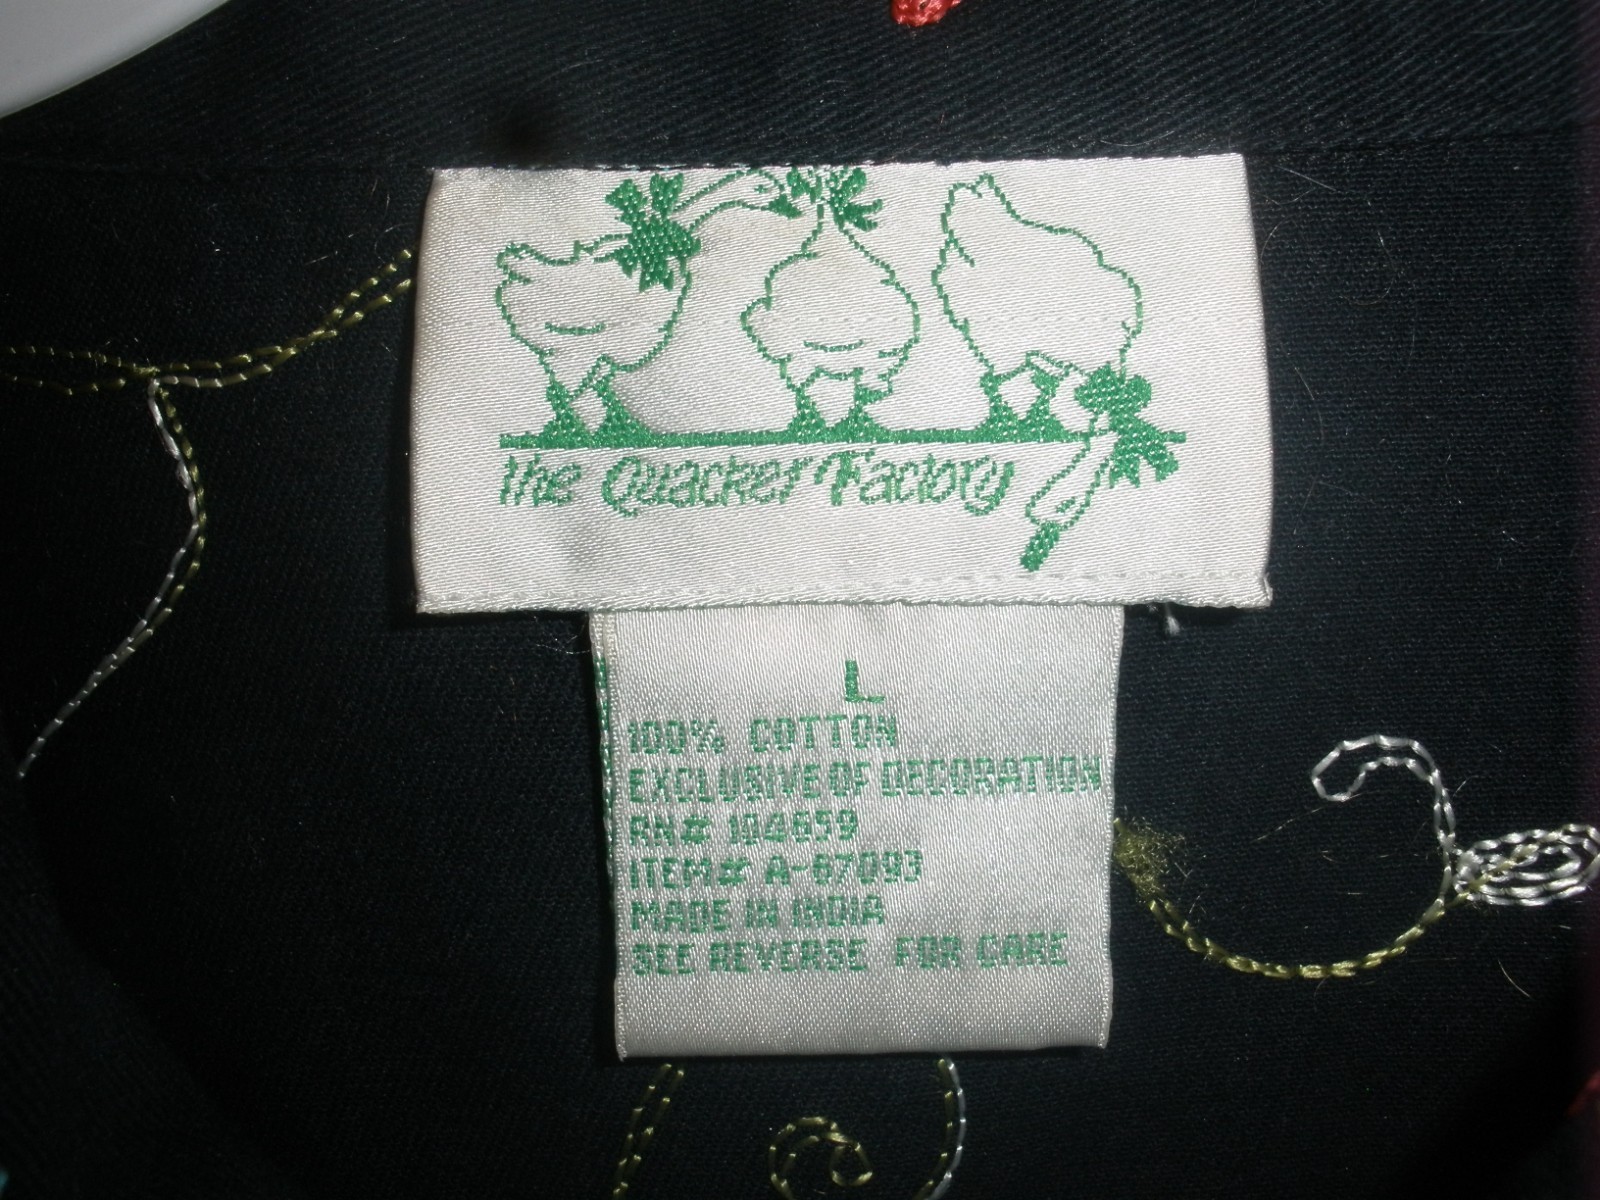 the Quacker Factory
L
100% COTTON
EXCLUSIVE OF DECORATION
RN# 104659
ITEM# A-67093
MADE IN INDIA
SEE REVERSE FOR CARE